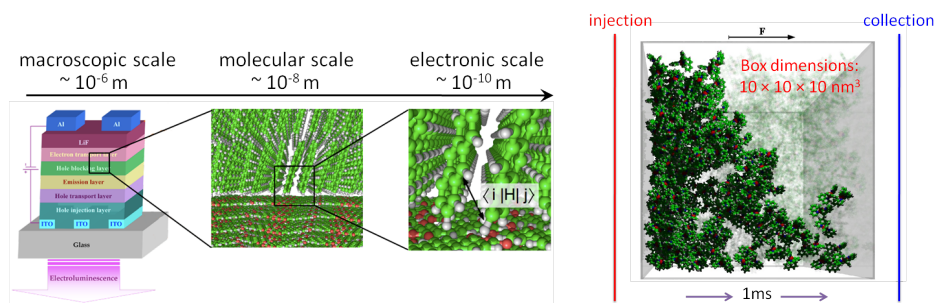 macroscopic scale
~ 10⁻⁶ m
molecular scale
~ 10⁻⁸ m
electronic scale
~ 10⁻¹⁰ m
Al Al
LiF
Electron transport layer
Hole blocking layer
Emission layer
Hole transport layer
Hole injection layer
ITO ITO ITO
Glass
Electroluminescence
⟨i |H| j⟩
injection
collection
F
Box dimensions:
10 × 10 × 10 nm³
1ms